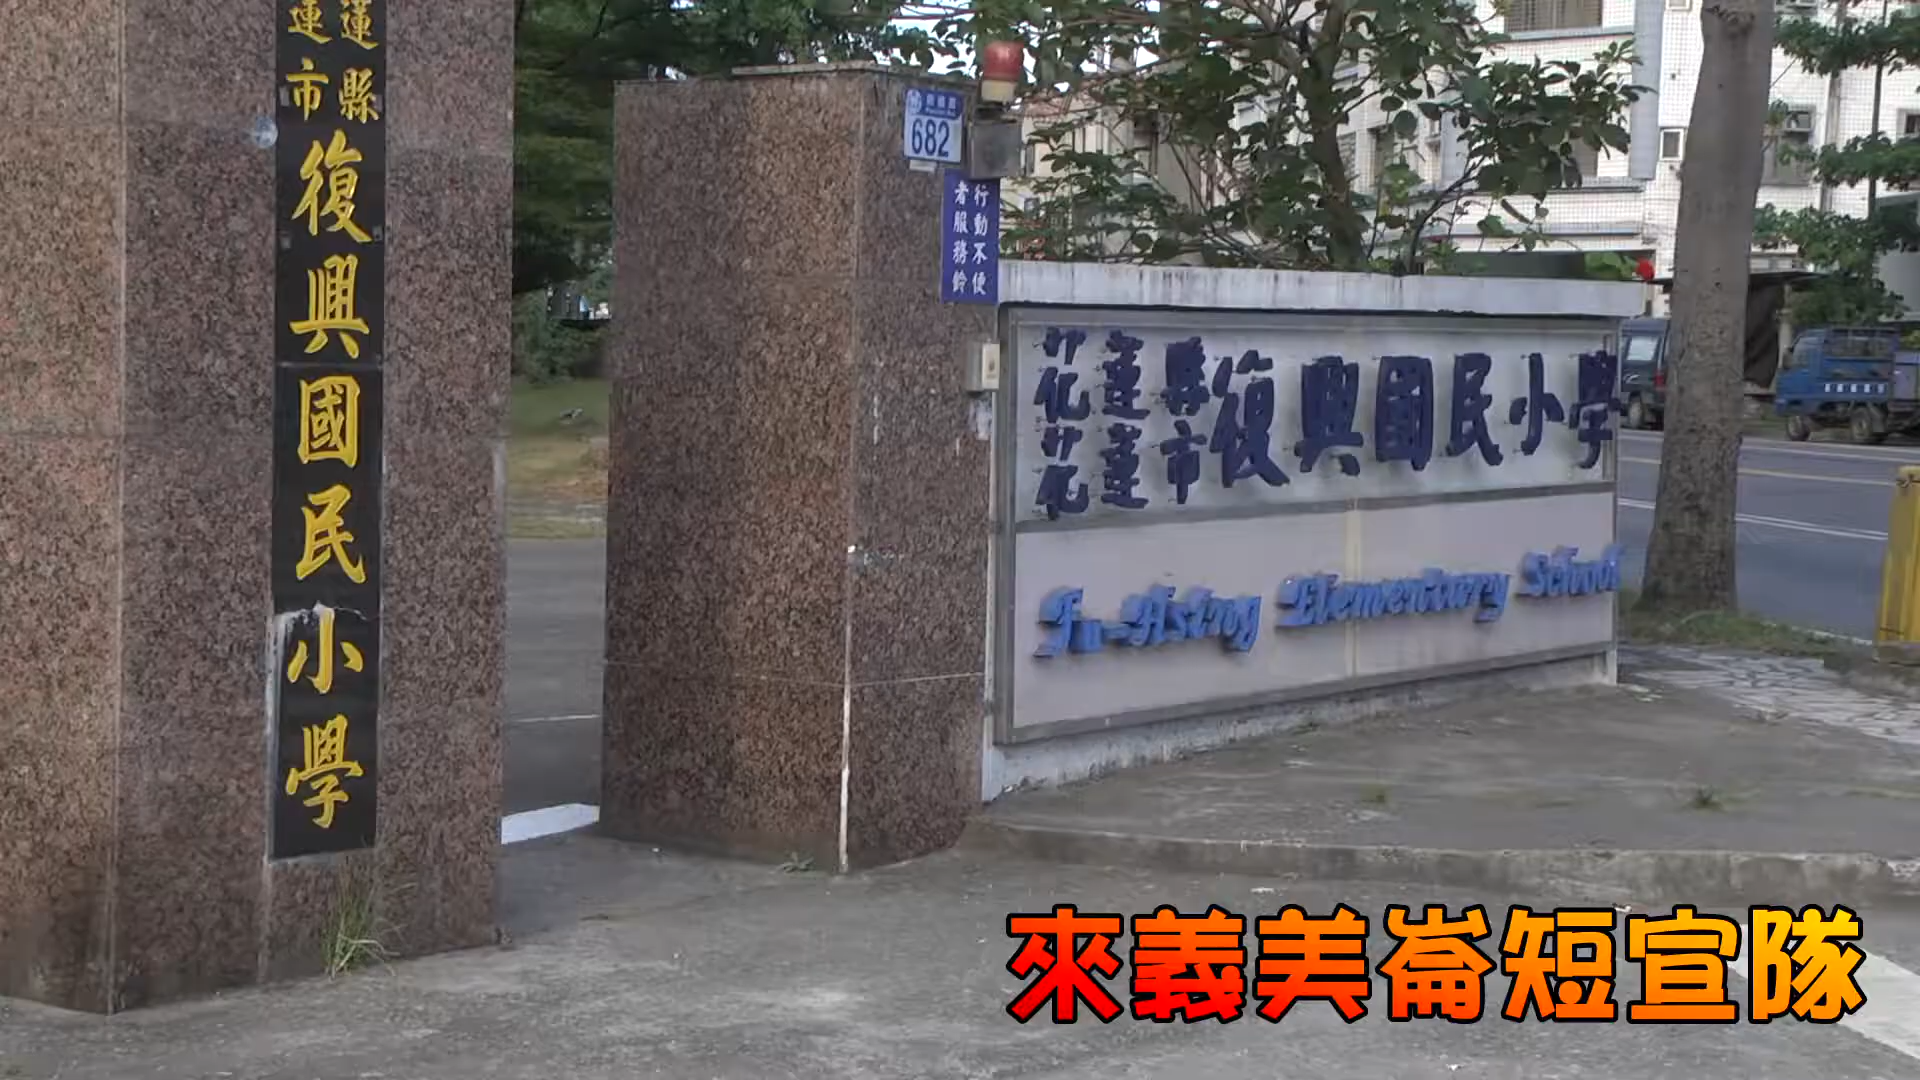 蓮縣
蓮市
復興國民小學
682
行動不便
者服務鈴
花蓮縣
花蓮市
復興國民小學
Fu-Hsing Elementary School
來義美崙短宣隊